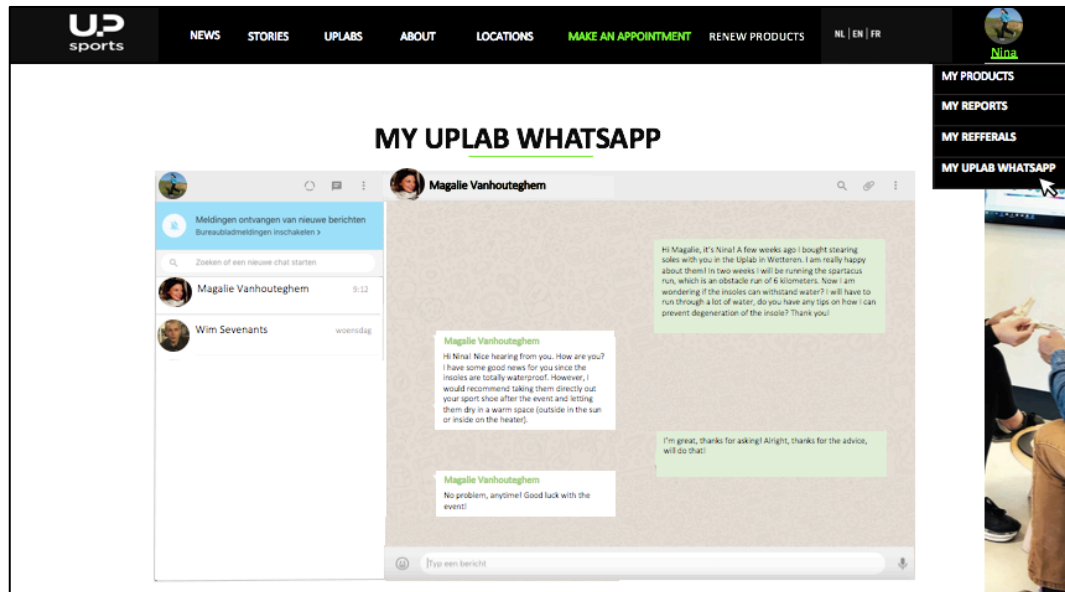 U.P
sports
NEWS
STORIES
UPLABS
ABOUT
LOCATIONS
MAKE AN APPOINTMENT
RENEW PRODUCTS
NL | EN | FR
Nina
MY PRODUCTS
MY REPORTS
MY REFFERALS
MY UPLAB WHATSAPP
MY UPLAB WHATSAPP
Meldingen ontvangen van nieuwe berichten
Bureaubladmeldingen inschakelen >
Zoeken of een nieuwe chat starten
Magalie Vanhouteghem
9:12
Wim Sevenants
woensdag
Magalie Vanhouteghem
Hi Magalie, it's Nina! A few weeks ago I bought stearing
soles with you in the Uplab in Wetteren. I am really happy
about them! In two weeks I will be running the spartacus
run, which is an obstacle run of 6 kilometers. Now I am
wondering if the insoles can withstand water? I will have to
run through a lot of water, do you have any tips on how I can
prevent degeneration of the insole? Thank you!
Magalie Vanhouteghem
Hi Nina! Nice hearing from you. How are you?
I have some good news for you since the
insoles are totally waterproof. However, I
would recommend taking them directly out
your sport shoe after the event and letting
them dry in a warm space (outside in the sun
or inside on the heater).
I'm great, thanks for asking! Alright, thanks for the advice,
will do that!
Magalie Vanhouteghem
No problem, anytime! Good luck with the
event!
Typ een bericht